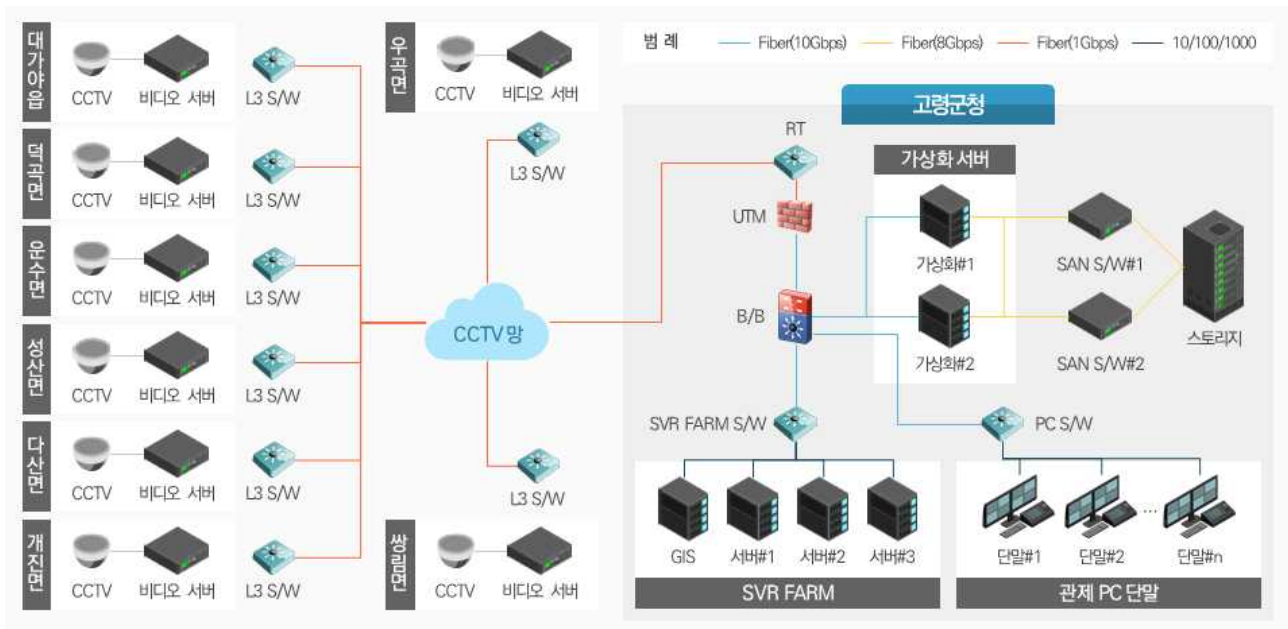 대가야읍
CCTV
비디오 서버
L3 S/W
덕곡면
CCTV
비디오 서버
L3 S/W
운수면
CCTV
비디오 서버
L3 S/W
성산면
CCTV
비디오 서버
L3 S/W
다산면
CCTV
비디오 서버
L3 S/W
개진면
CCTV
비디오 서버
L3 S/W
우곡면
CCTV
비디오 서버
L3 S/W
CCTV망
L3 S/W
쌍림면
CCTV
비디오 서버
범 례
Fiber(10Gbps)
Fiber(8Gbps)
Fiber(1Gbps)
10/100/1000
고령군청
RT
UTM
B/B
가상화 서버
가상화#1
가상화#2
SAN S/W#1
SAN S/W#2
스토리지
SVR FARM S/W
PC S/W
GIS
서버#1
서버#2
서버#3
SVR FARM
단말#1
단말#2
...
단말#n
관제 PC 단말